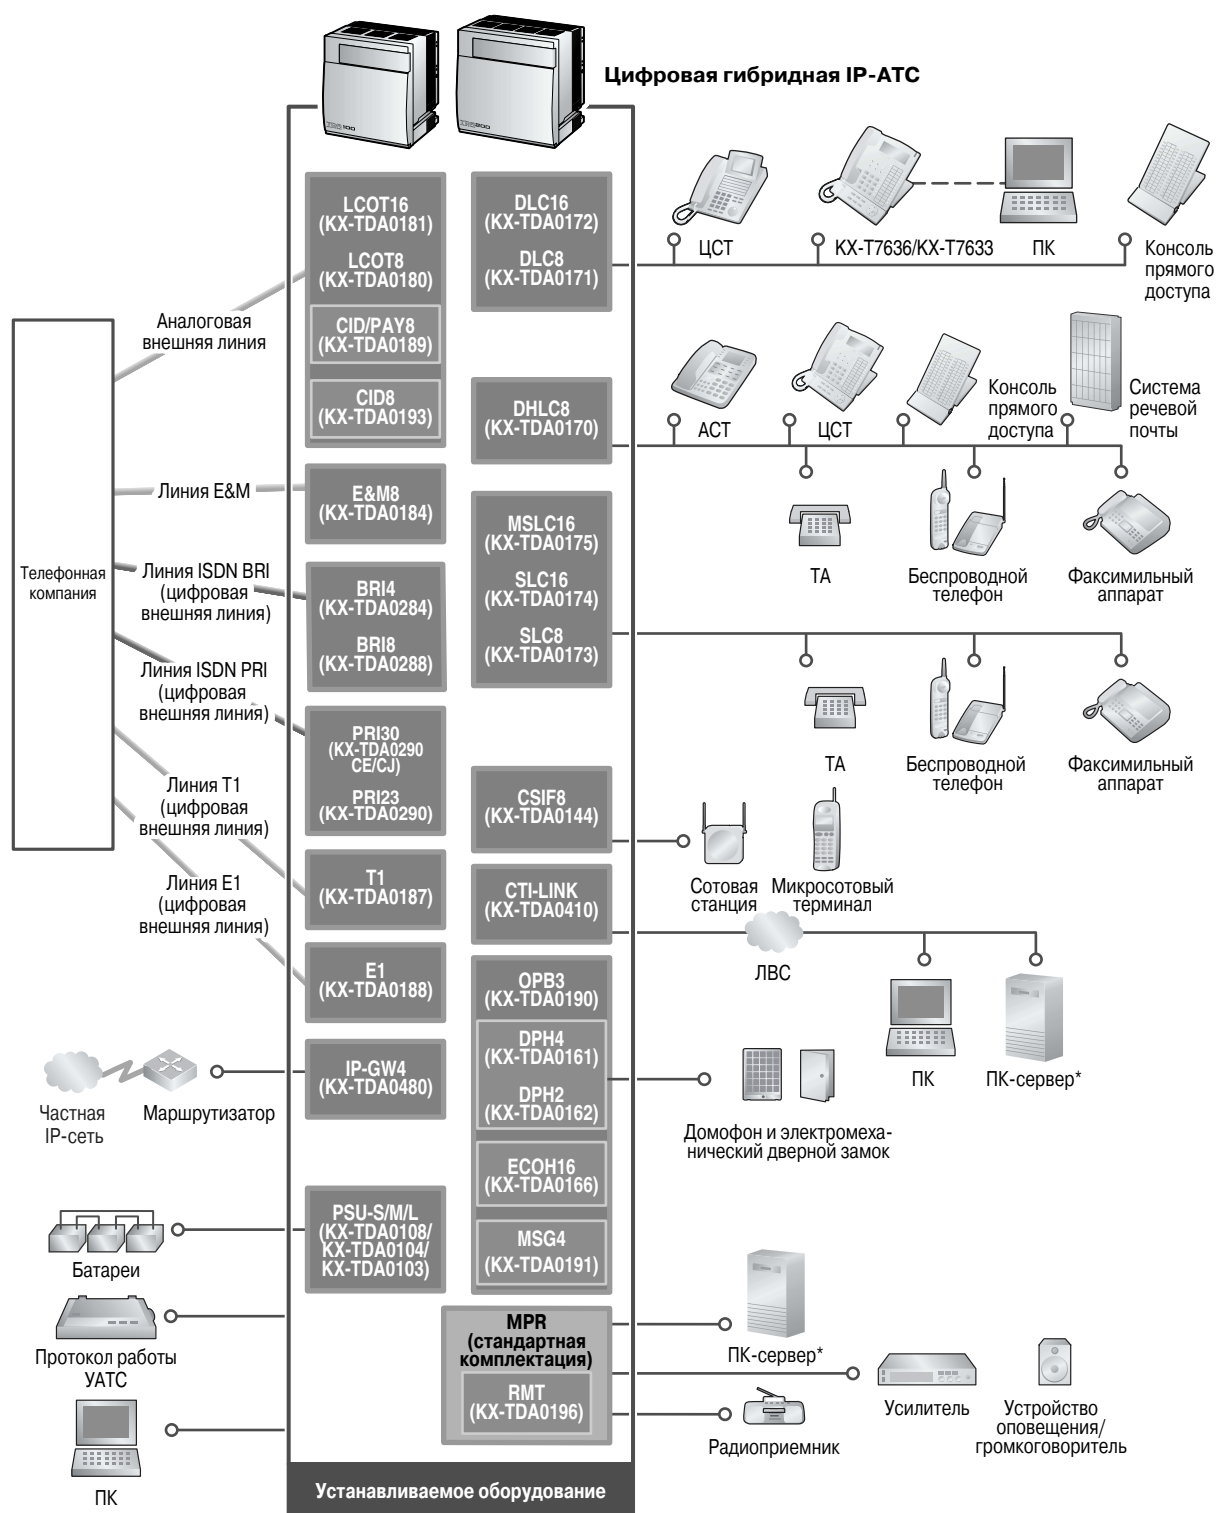 Цифровая гибридная IP-АТС
LCOT16
(KX-TDA0181)
LCOT8
(KX-TDA0180)
CID/PAY8
(KX-TDA0189)
CID8
(KX-TDA0193)
DLC16
(KX-TDA0172)
DLC8
(KX-TDA0171)
ЦСТ
KX-T7636/KX-T7633
ПК
Консоль
прямого
доступа
Аналоговая
внешняя линия
DHLC8
(KX-TDA0170)
АСТ
ЦСТ
Консоль
прямого
доступа
Система
речевой
почты
Линия E&M
E&M8
(KX-TDA0184)
MSLC16
(KX-TDA0175)
SLC16
(KX-TDA0174)
SLC8
(KX-TDA0173)
ТА
Беспроводной
телефон
Факсимильный
аппарат
Телефонная
компания
Линия ISDN BRI
(цифровая
внешняя линия)
BRI4
(KX-TDA0284)
BRI8
(KX-TDA0288)
Линия ISDN PRI
(цифровая
внешняя линия)
PRI30
(KX-TDA0290
CE/CJ)
PRI23
(KX-TDA0290)
ТА
Беспроводной
телефон
Факсимильный
аппарат
Линия T1
(цифровая
внешняя линия)
CSIF8
(KX-TDA0144)
Сотовая
станция
Микросотовый
терминал
Линия E1
(цифровая
внешняя линия)
T1
(KX-TDA0187)
CTI-LINK
(KX-TDA0410)
ЛВС
ПК
ПК-сервер*
E1
(KX-TDA0188)
OPB3
(KX-TDA0190)
DPH4
(KX-TDA0161)
DPH2
(KX-TDA0162)
Домофон и электромеха-
нический дверной замок
Частная
IP-сеть
Маршрутизатор
IP-GW4
(KX-TDA0480)
ECOH16
(KX-TDA0166)
MSG4
(KX-TDA0191)
Батареи
PSU-S/M/L
(KX-TDA0108/
KX-TDA0104/
KX-TDA0103)
Протокол работы
УАТС
ПК
MPR
(стандартная
комплектация)
RMT
(KX-TDA0196)
ПК-сервер*
Усилитель
Устройство
оповещения/
громкоговоритель
Радиоприемник
Устанавливаемое оборудование